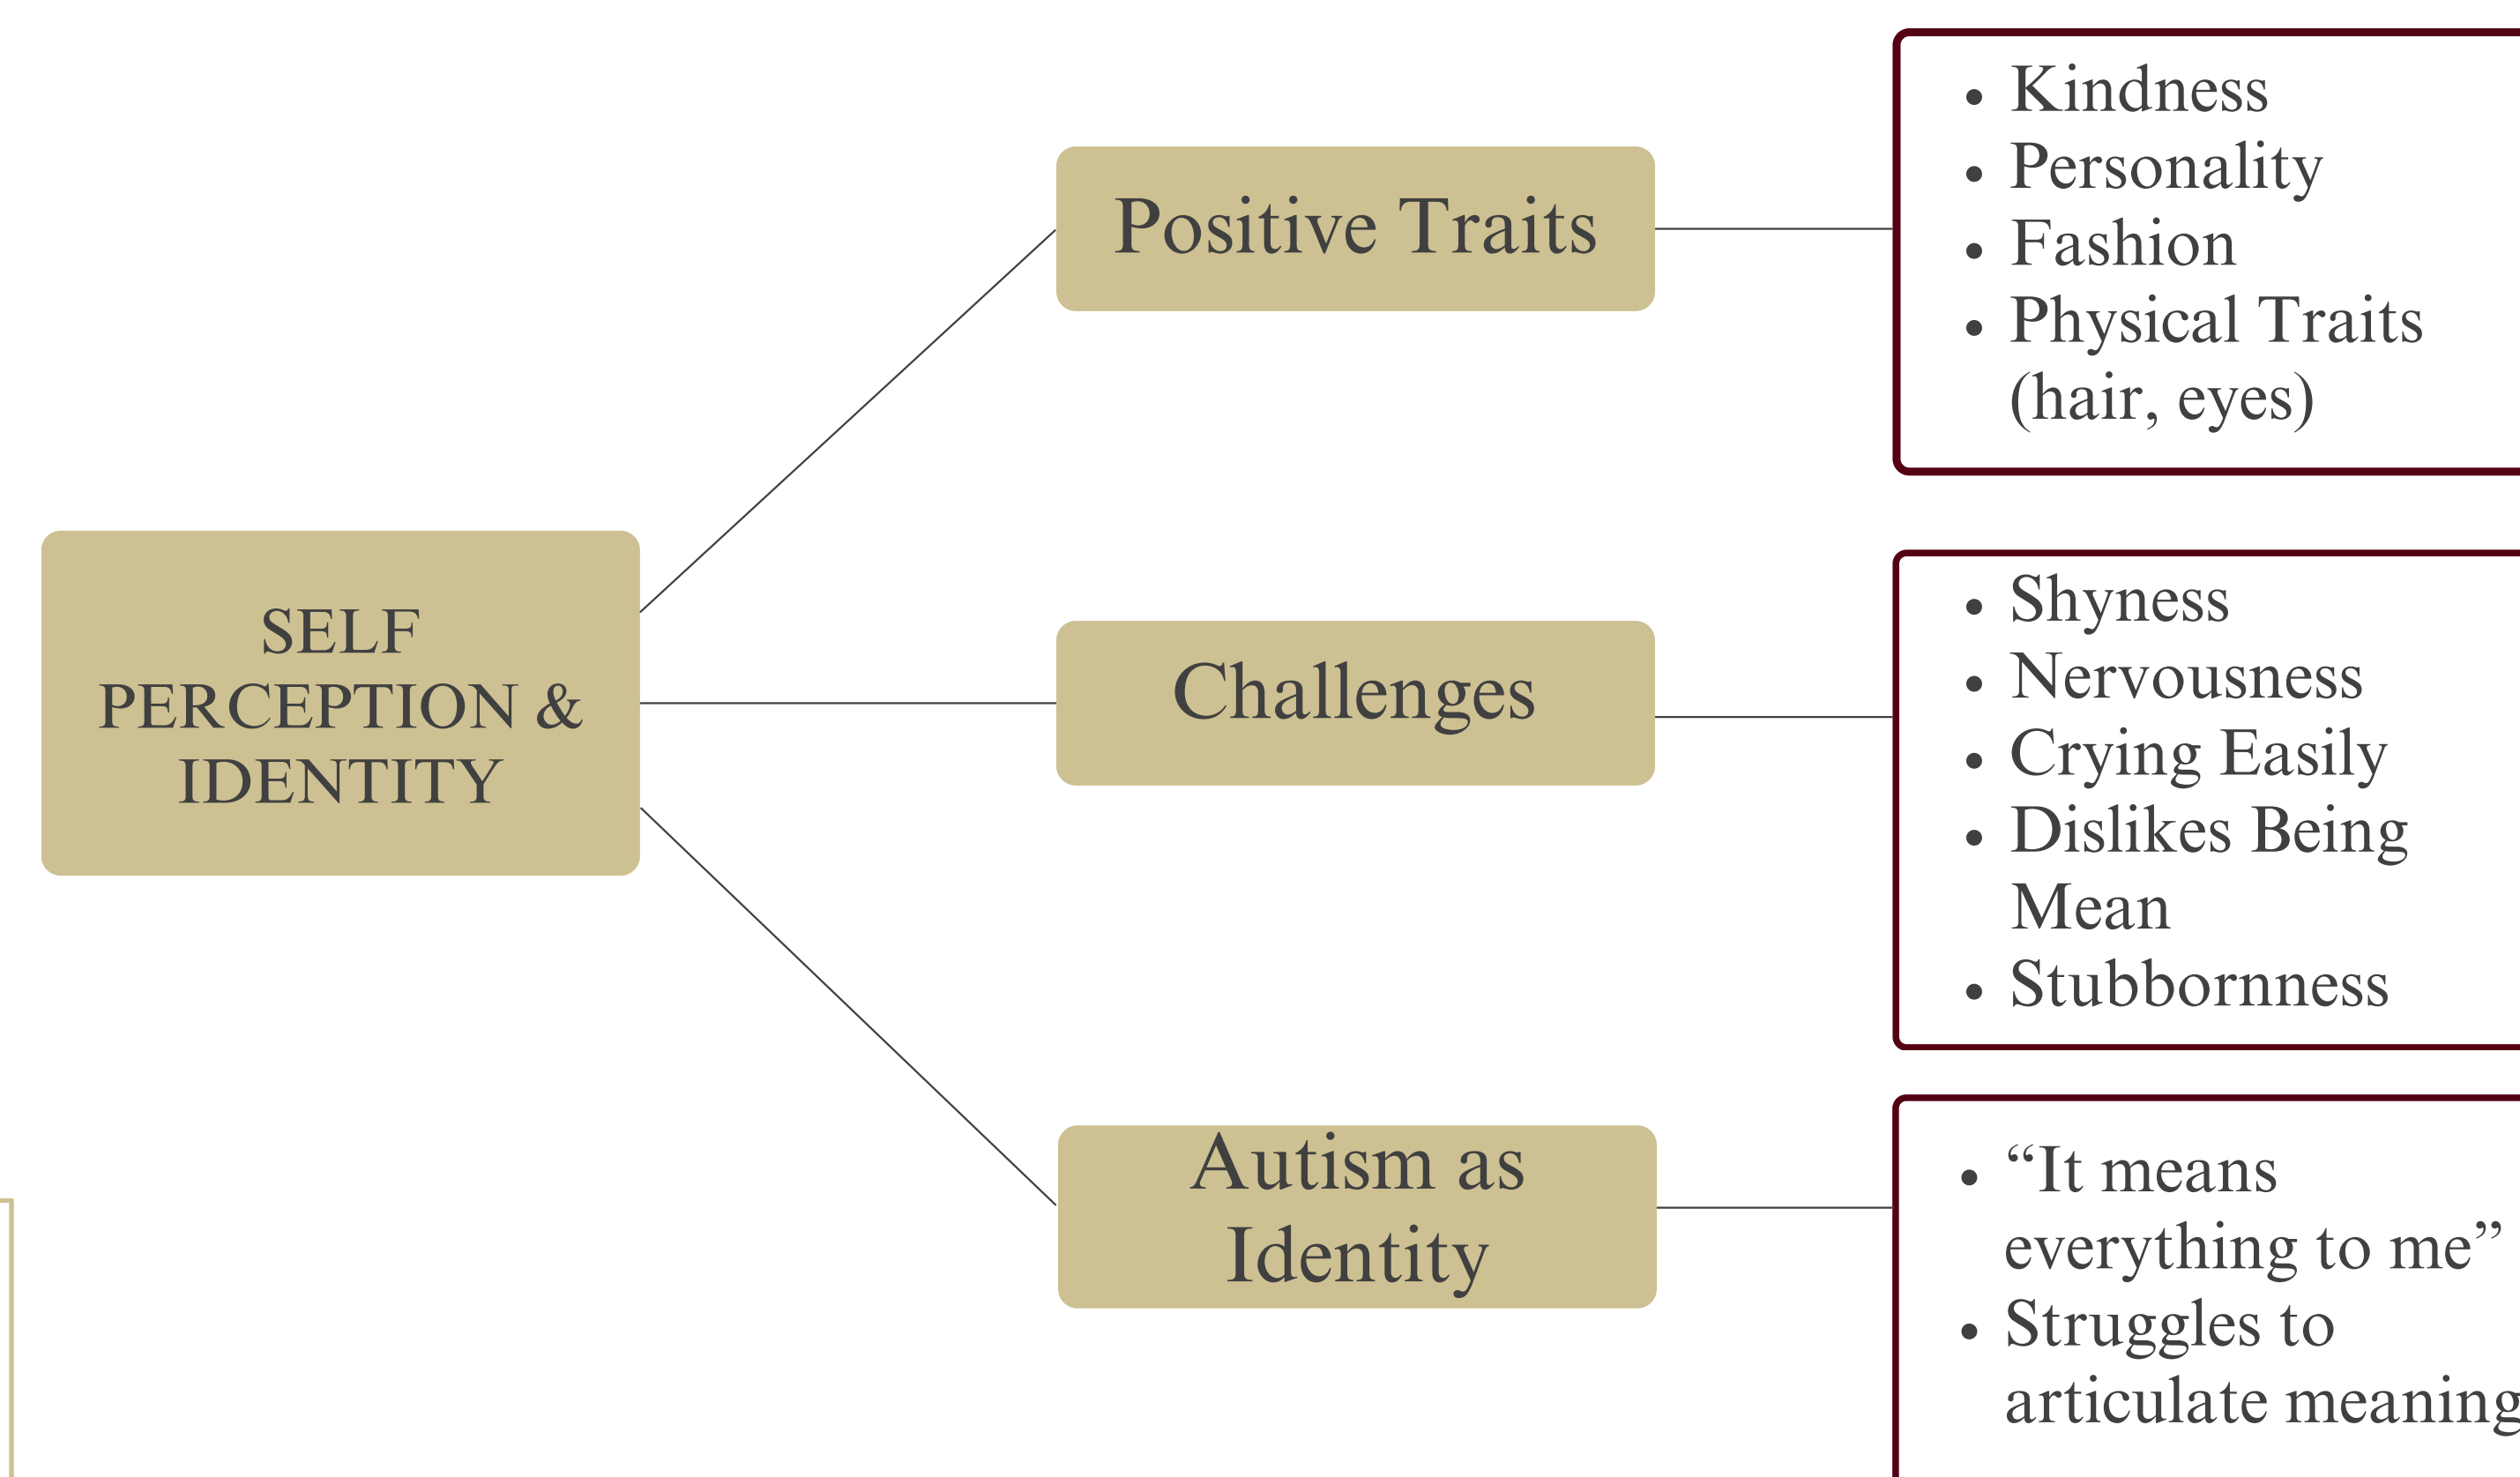 SELF
PERCEPTION &
IDENTITY
Positive Traits
• Kindness
• Personality
• Fashion
• Physical Traits
(hair, eyes)
Challenges
• Shyness
• Nervousness
• Crying Easily
• Dislikes Being
Mean
• Stubbornness
Autism as
Identity
• “It means
everything to me”
• Struggles to
articulate meaning